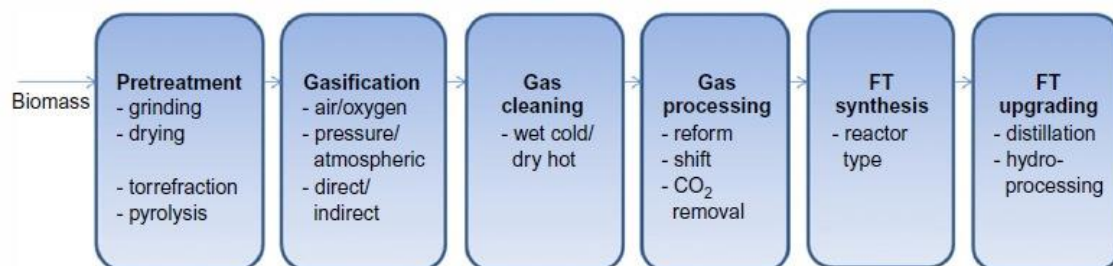 Biomass
Pretreatment
- grinding
- drying
- torrefraction
- pyrolysis
Gasification
- air/oxygen
- pressure/
atmospheric
- direct/
indirect
Gas
cleaning
- wet cold/
dry hot
Gas
processing
- reform
- shift
- CO₂
removal
FT
synthesis
- reactor
type
FT
upgrading
- distillation
- hydro-
processing